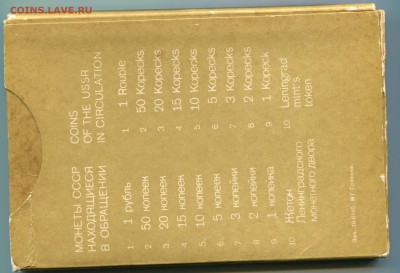 COINS.LAVE.RU
МОНЕТЫ СССР
НАХОДЯЩИЕСЯ
В ОБРАЩЕНИИ
1 1 рубль
2 50 копеек
3 20 копеек
4 15 копеек
5 10 копеек
6 5 копеек
7 3 копейки
8 2 копейки
9 1 копейка
10 Жетон
Ленинградского
монетного двора
COINS
OF THE USSR
IN CIRCULATION
1 1 Rouble
2 50 Kopecks
3 20 Kopecks
4 15 Kopecks
5 10 Kopecks
6 5 Kopecks
7 3 Kopecks
8 2 Kopecks
9 1 Kopeck
10 Leningrad
mint's
token